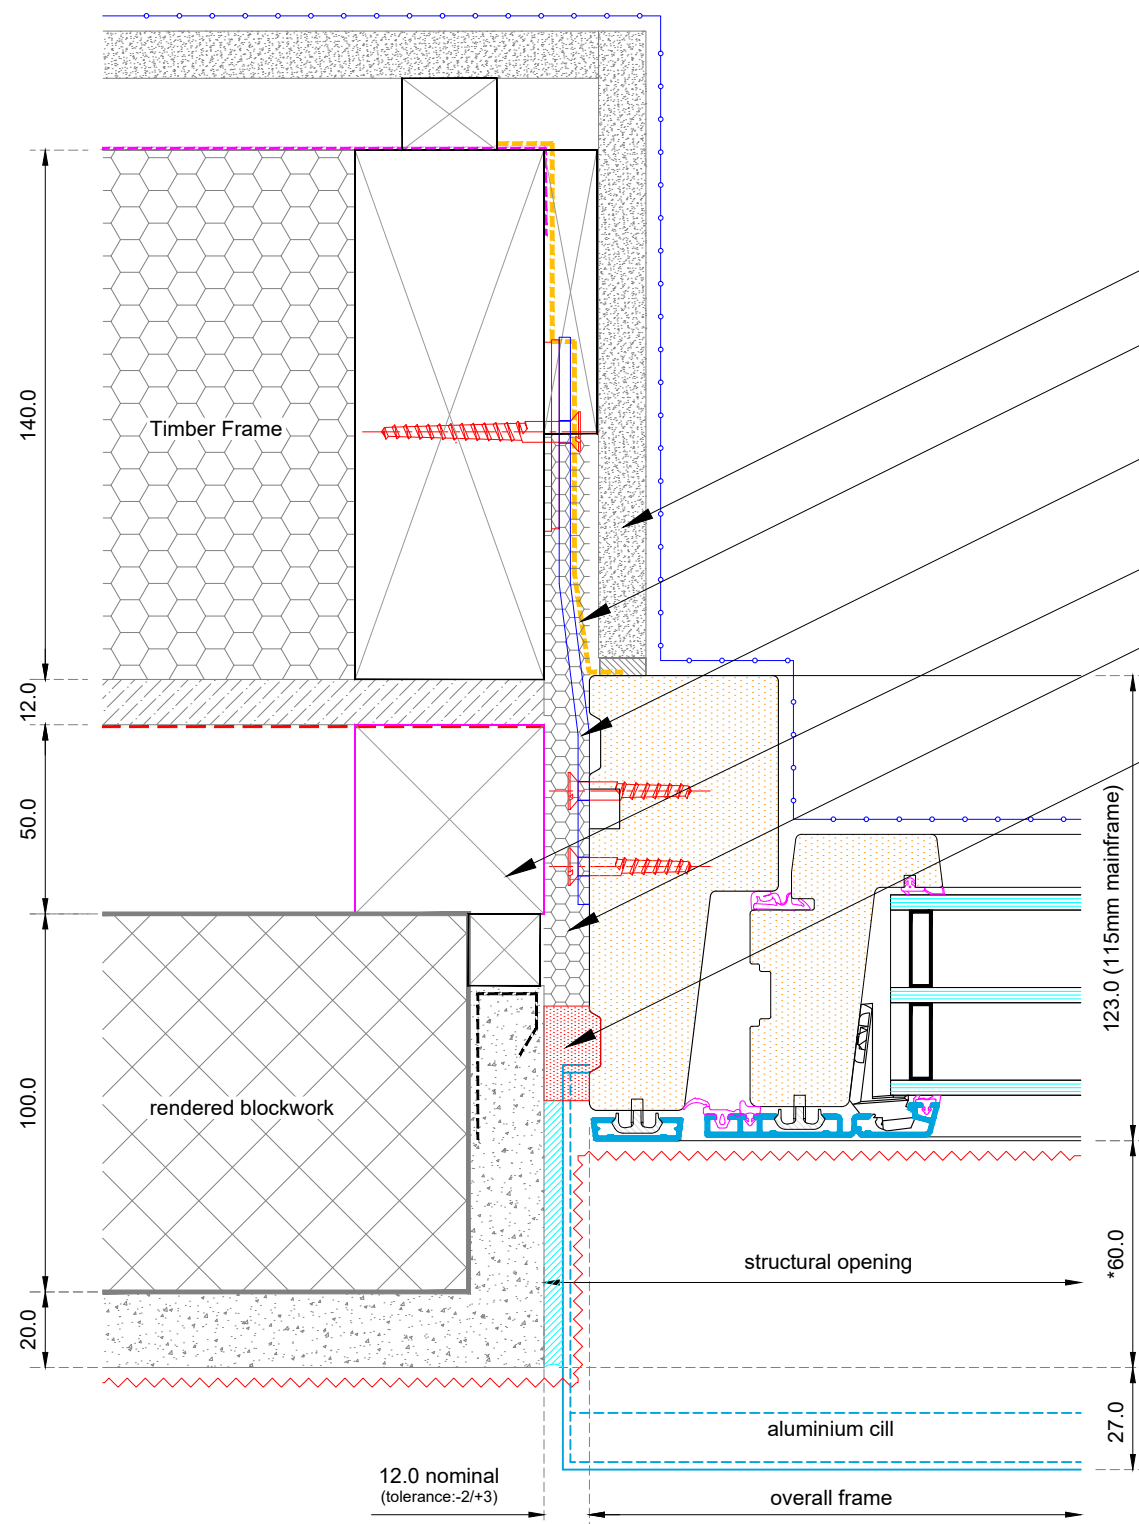 140.0
Timber Frame
12.0
50.0
123.0 (115mm mainframe)
100.0
rendered blockwork
structural opening
*60.0
20.0
aluminium cill
27.0
12.0 nominal
(tolerance:-2/+3)
overall frame